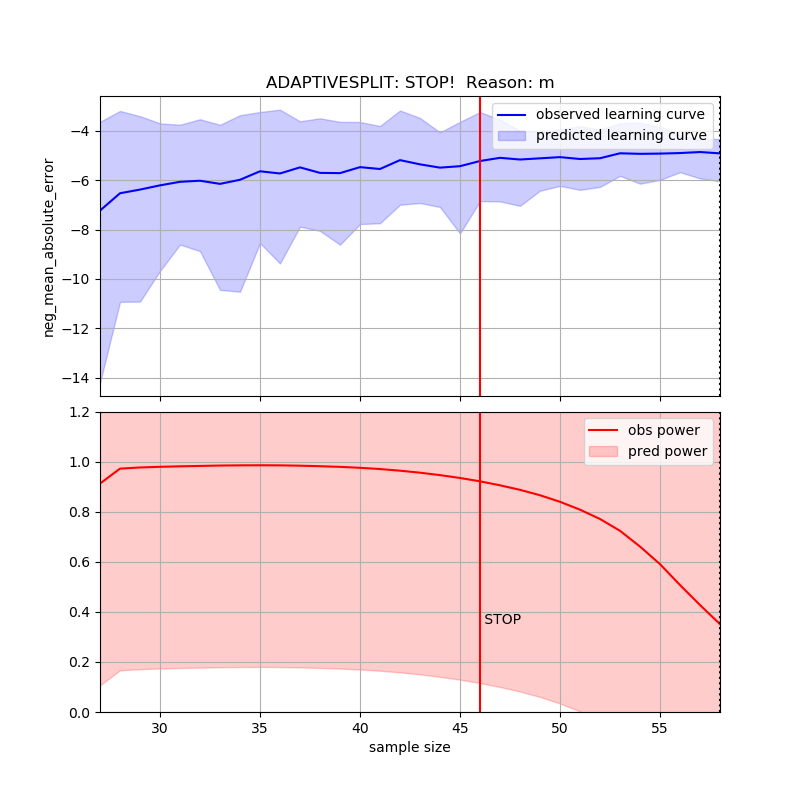 ADAPTIVESPLIT: STOP!  Reason: m
observed learning curve
predicted learning curve
−4
−6
−8
−10
−12
−14
neg_mean_absolute_error
obs power
pred power
1.2
1.0
0.8
0.6
0.4
0.2
0.0
STOP
30 35 40 45 50 55
sample size